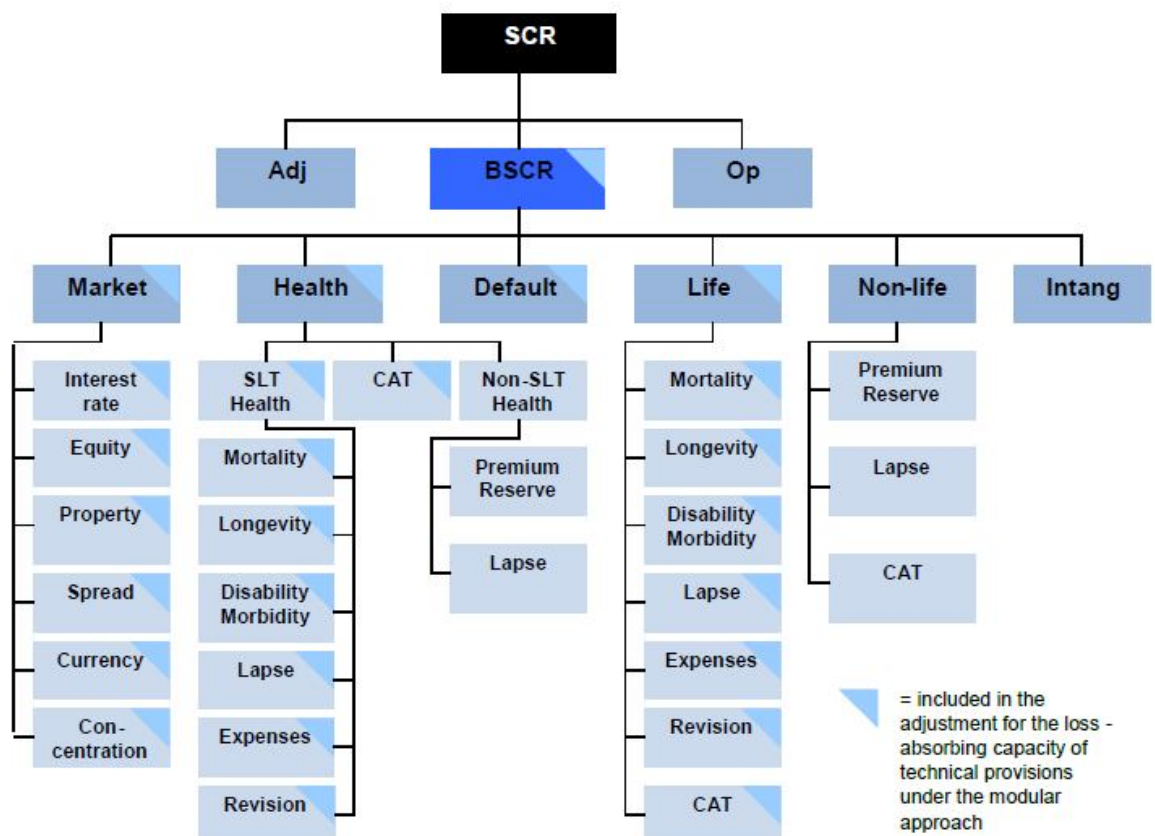 SCR
Adj
BSCR
Op
Market
Health
Default
Life
Non-life
Intang
Interest
rate
Equity
Property
Spread
Currency
Con-
centration
SLT
Health
CAT
Non-SLT
Health
Mortality
Longevity
Disability
Morbidity
Lapse
Expenses
Revision
Premium
Reserve
Lapse
Mortality
Longevity
Disability
Morbidity
Lapse
Expenses
Revision
CAT
Premium
Reserve
Lapse
CAT
= included in the
adjustment for the loss -
absorbing capacity of
technical provisions
under the modular
approach